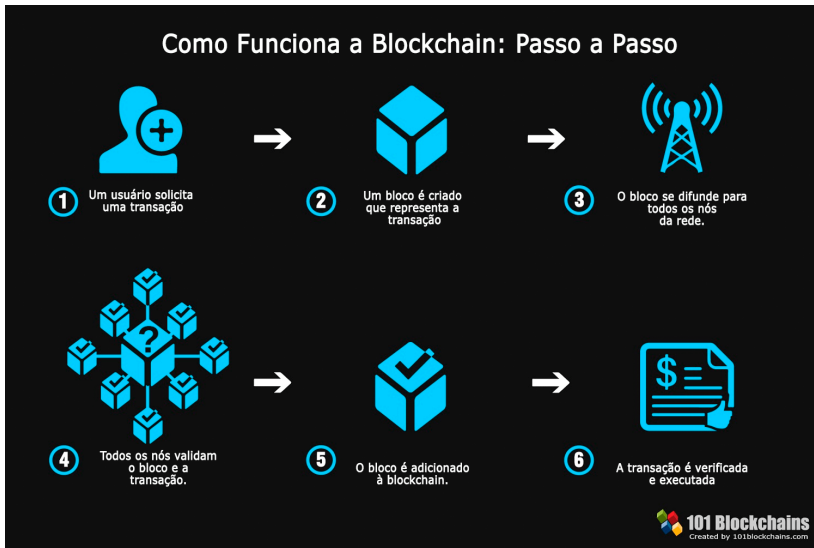 Como Funciona a Blockchain: Passo a Passo
1
Um usuário solicita
uma transação
2
Um bloco é criado
que representa a
transação
3
O bloco se difunde para
todos os nós
da rede.
?
4
Todos os nós validam
o bloco e a
transação.
5
O bloco é adicionado
à blockchain.
$
6
A transação é verificada
e executada
101 Blockchains
Created by 101blockchains.com